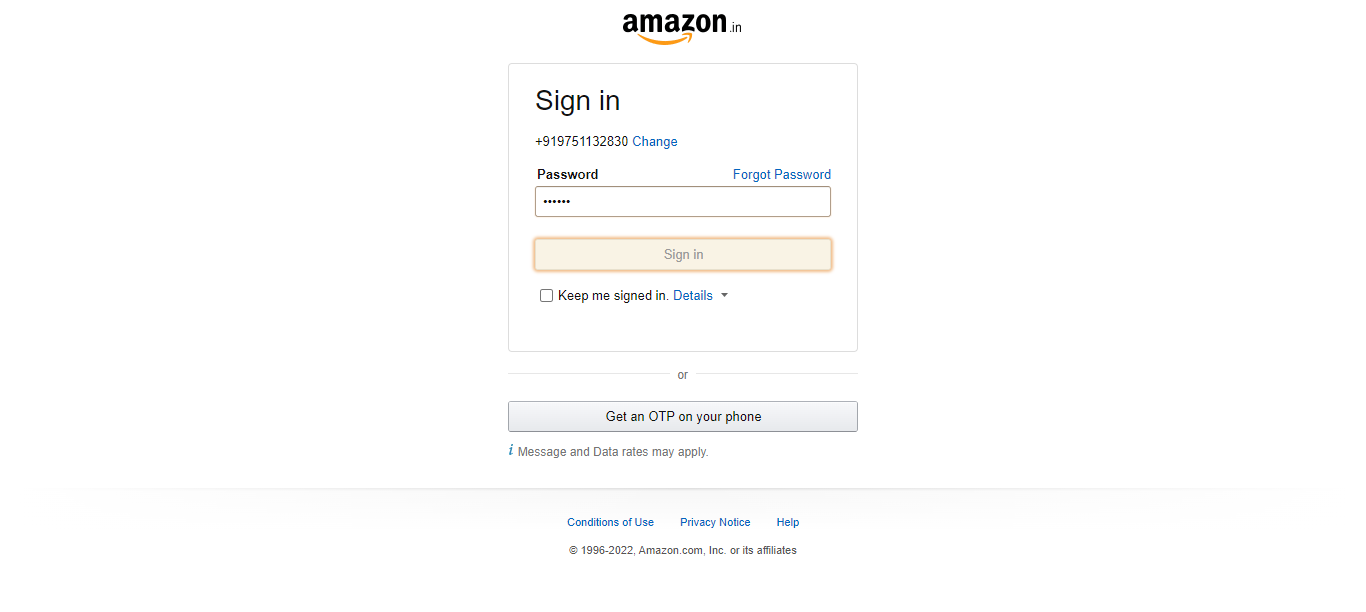 amazon.in
Sign in
+919751132830 Change
Password Forgot Password
••••••
Sign in
Keep me signed in. Details
or
Get an OTP on your phone
i Message and Data rates may apply.
Conditions of Use Privacy Notice Help
© 1996-2022, Amazon.com, Inc. or its affiliates